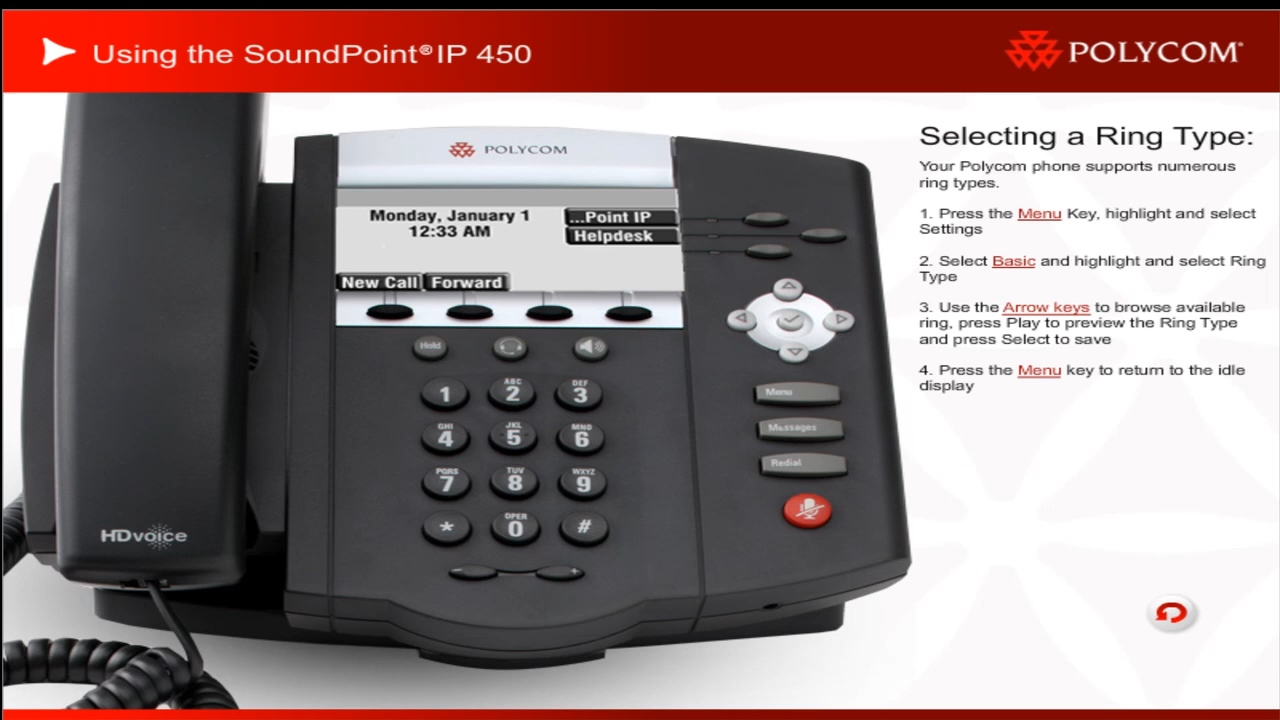 Using the SoundPoint®IP 450
POLYCOM®
Selecting a Ring Type:
Your Polycom phone supports numerous
ring types.
1. Press the Menu Key, highlight and select
Settings
2. Select Basic and highlight and select Ring
Type
3. Use the Arrow keys to browse available
ring, press Play to preview the Ring Type
and press Select to save
4. Press the Menu key to return to the idle
display
POLYCOM
Monday, January 1
12:33 AM
...Point IP
Helpdesk
New Call Forward
Hold
1 ABC 2 DEF 3
GHI 4 JKL 5 MNO 6
PQRS 7 TUV 8 WXYZ 9
* OPER 0 #
- +
Menu
Messages
Redial
HDvoice